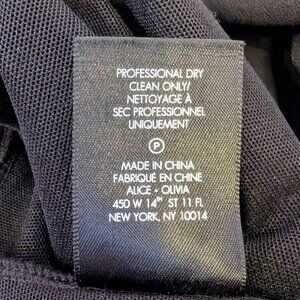 PROFESSIONAL DRY
CLEAN ONLY/
NETTOYAGE À
SEC PROFESSIONNEL
UNIQUEMENT
P
MADE IN CHINA
FABRIQUÉ EN CHINE
ALICE + OLIVIA
450 W 14TH ST 11 FL
NEW YORK, NY 10014